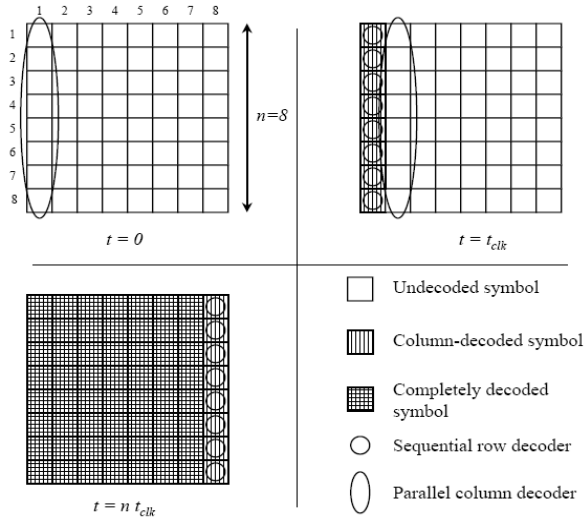 1 2 3 4 5 6 7 8
1
2
3
4
5
6
7
8
n=8
t = 0
t = t_clk
Undecoded symbol
Column-decoded symbol
Completely decoded
symbol
Sequential row decoder
Parallel column decoder
t = n t_clk